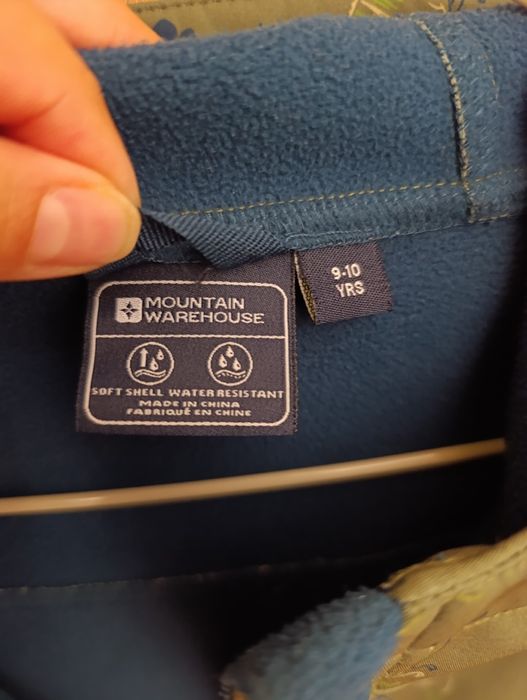 MOUNTAIN
WAREHOUSE
9-10
YRS
SOFT SHELL WATER RESISTANT
MADE IN CHINA
FABRIQUÉ EN CHINE